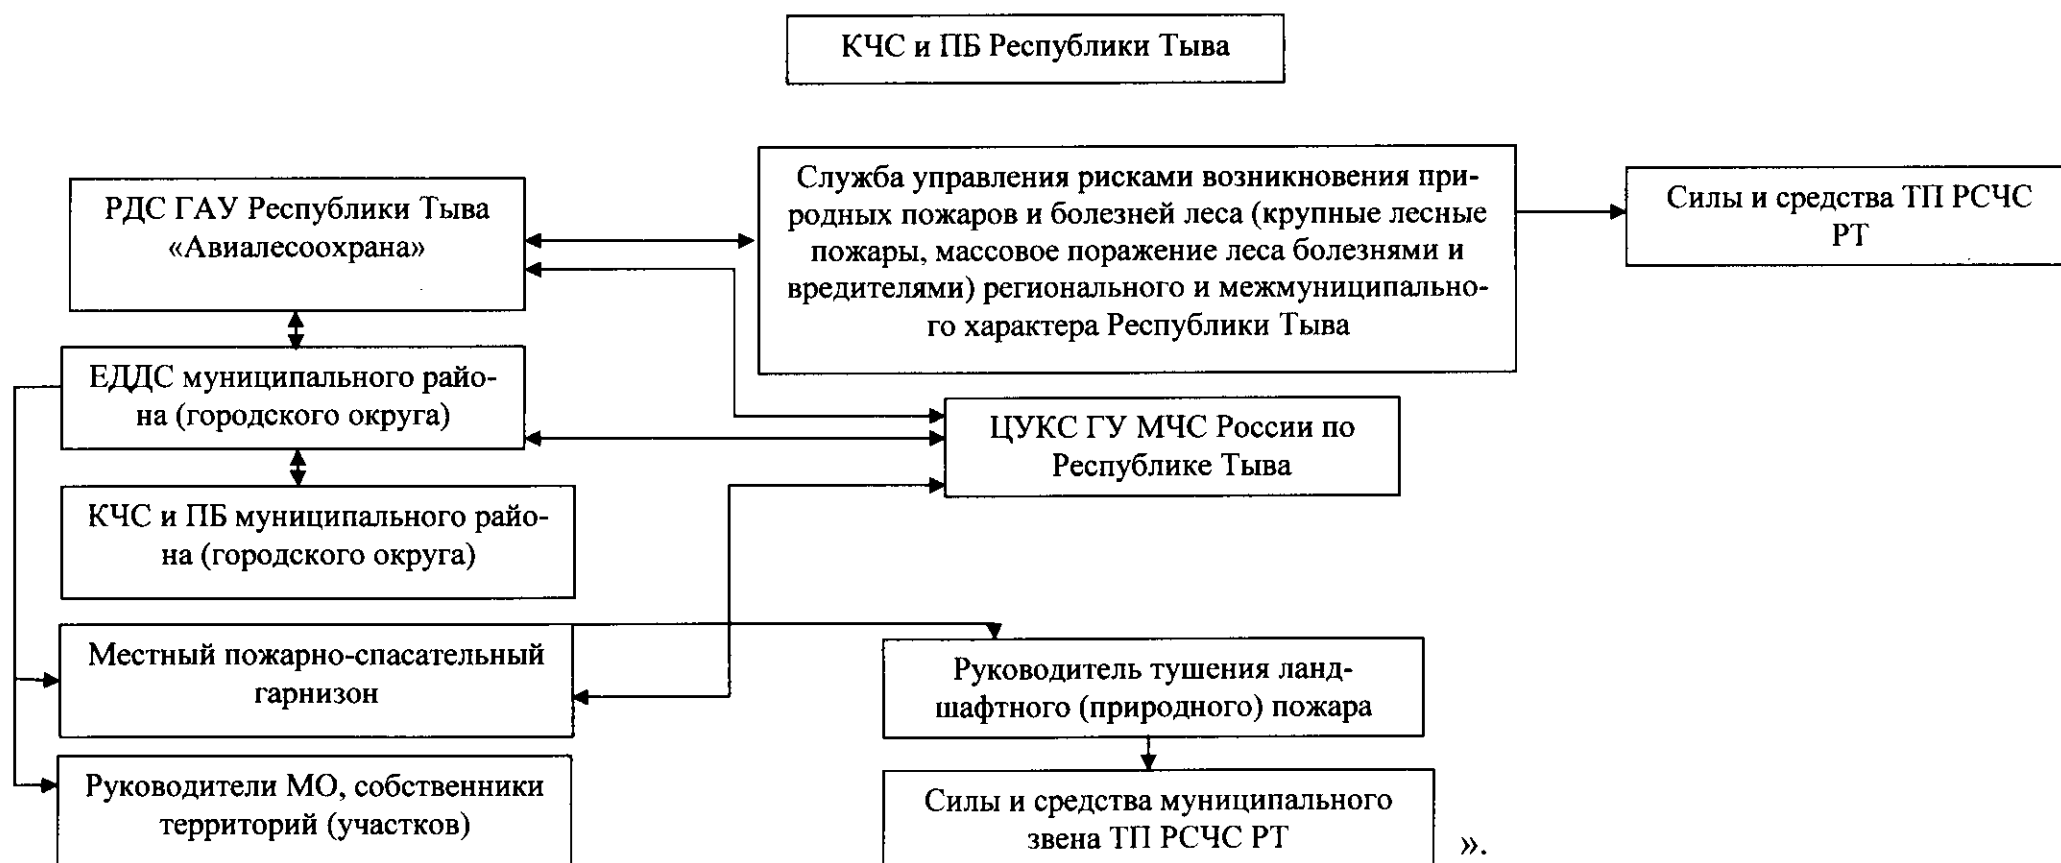 КЧС и ПБ Республики Тыва
РДС ГАУ Республики Тыва
«Авиалесоохрана»
Служба управления рисками возникновения при-
родных пожаров и болезней леса (крупные лесные
пожары, массовое поражение леса болезнями и
вредителями) регионального и межмуниципально-
го характера Республики Тыва
Силы и средства ТП РСЧС
РТ
ЕДДС муниципального райо-
на (городского округа)
ЦУКС ГУ МЧС России по
Республике Тыва
КЧС и ПБ муниципального райо-
на (городского округа)
Местный пожарно-спасательный
гарнизон
Руководитель тушения ланд-
шафтного (природного) пожара
Руководители МО, собственники
территорий (участков)
Силы и средства муниципального
звена ТП РСЧС РТ
».